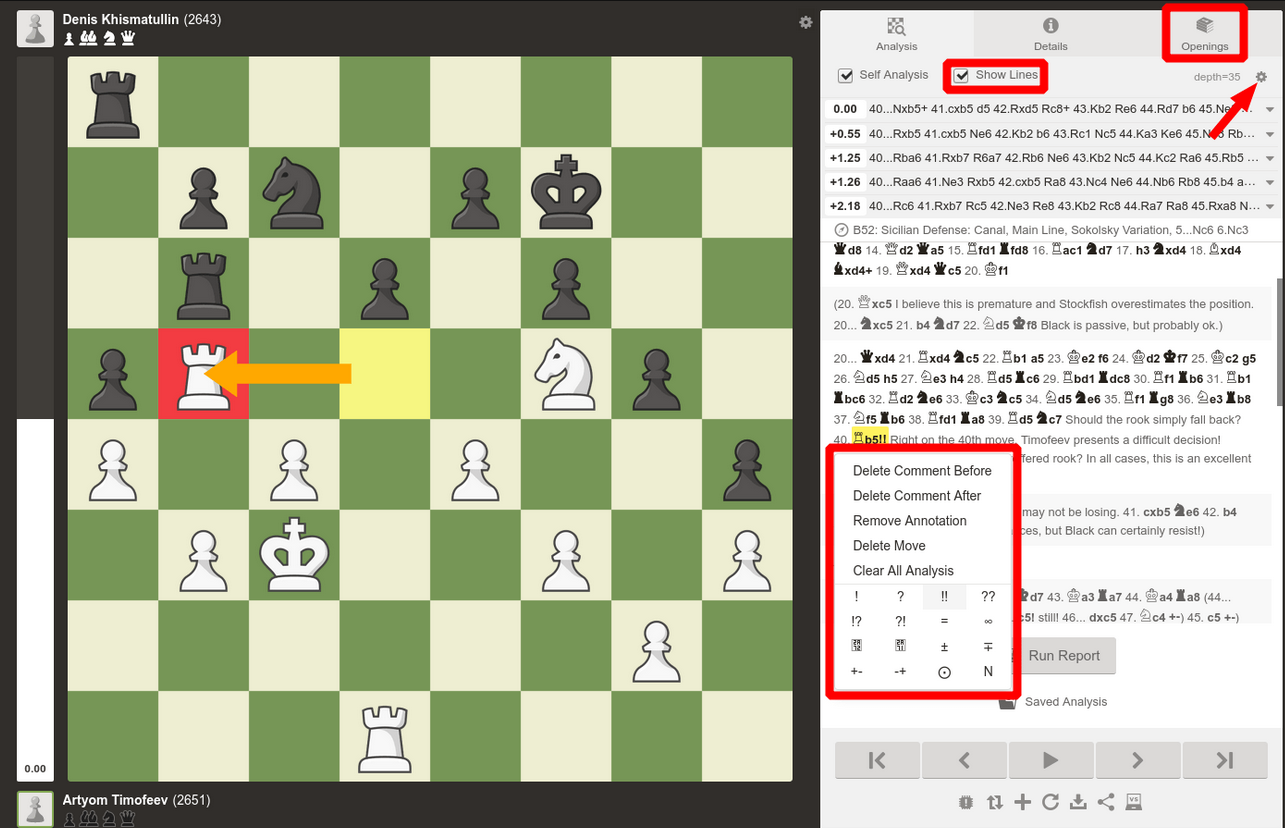 Denis Khismatullin (2643)
Analysis
Details
Openings
Self Analysis
Show Lines
depth=35
0.00 40...Nxb5+ 41.cxb5 d5 42.Rxd5 Rc8+ 43.Kb2 Re6 44.Rd7 b6 45.Ne
+0.55 40...Rxb5 41.cxb5 Ne6 42.Kb2 b6 43.Rc1 Nc5 44.Ka3 Ke6 45. Rb...
+1.25 40...Rba6 41.Rxb7 R6a7 42.Rb6 Ne6 43.Kb2 Nc5 44.Kc2 Ra6 45.Rb5 ...
+1.26 40...Raa6 41.Ne3 Rxb5 42.cxb5 Ra8 43.Nc4 Ne6 44.Nb6 Rb8 45.b4 a...
+2.18 40...Rc6 41.Rxb7 Rc5 42.Ne3 Re8 43.Kb2 Rc8 44.Ra7 Ra8 45.Rxa8 N...
B52: Sicilian Defense: Canal, Main Line, Sokolsky Variation, 5...Nc6 6.Nc3
♛d8 14. ♕d2 ♛a5 15. ♖fd1 ♜fd8 16. ♖ac1 ♞d7 17. h3 ♞xd4 18. ♗xd4
♝xd4+ 19. ♕xd4 ♛c5 20. ♔f1
(20. ♕xc5 I believe this is premature and Stockfish overestimates the position.
20... ♞xc5 21. b4 ♞d7 22. ♘d5 ♚f8 Black is passive, but probably ok.)
20... ♛xd4 21. ♖xd4 ♞c5 22. ♖b1 a5 23. ♔e2 f6 24. ♔d2 ♚f7 25. ♔c2 g5
26. ♘d5 h5 27. ♘e3 h4 28. ♖d5 ♜c6 29. ♖bd1 ♜dc8 30. ♖f1 ♜b6 31. ♖b1
♜bc6 32. ♖d2 ♞e6 33. ♔c3 ♞c5 34. ♘d5 ♞e6 35. ♖f1 ♜g8 36. ♘e3 ♜b8
37. ♘f5 ♜b6 38. ♖fd1 ♜a8 39. ♖d5 ♞c7 Should the rook simply fall back?
40. ♖b5!! Right on the 40th move, Timofeev presents a difficult decision!
ffered rook? In all cases, this is an excellent
Delete Comment Before
Delete Comment After
Remove Annotation
Delete Move
Clear All Analysis
may not be losing. 41. cxb5 ♞e6 42. b4
ces, but Black can certainly resist!)
d7 43. ♔a3 ♜a7 44. ♔a4 ♜a8 (44...
c5! still! 46... dxc5 47. ♘c4 +-) 45. c5 +-)
! ? !! ??
!? ?! = ∞
± ∓
+- -+ ⊙ N
Run Report
Saved Analysis
0.00
VS
Artyom Timofeev (2651)